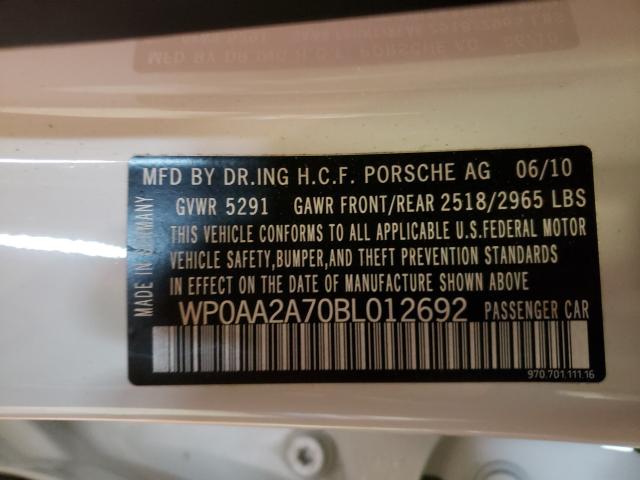 MFD BY DR.ING H.C.F. PORSCHE AG 06/10
GVWR 5291 GAWR FRONT/REAR 2518/2965 LBS
THIS VEHICLE CONFORMS TO ALL APPLICABLE U.S.FEDERAL MOTOR
VEHICLE SAFETY,BUMPER,AND THEFT PREVENTION STANDARDS
IN EFFECT ON THE DATE OF MANUFACTURE SHOWN ABOVE
WP0AA2A70BL012692 PASSENGER CAR
970.701.111.16
MADE IN GERMANY